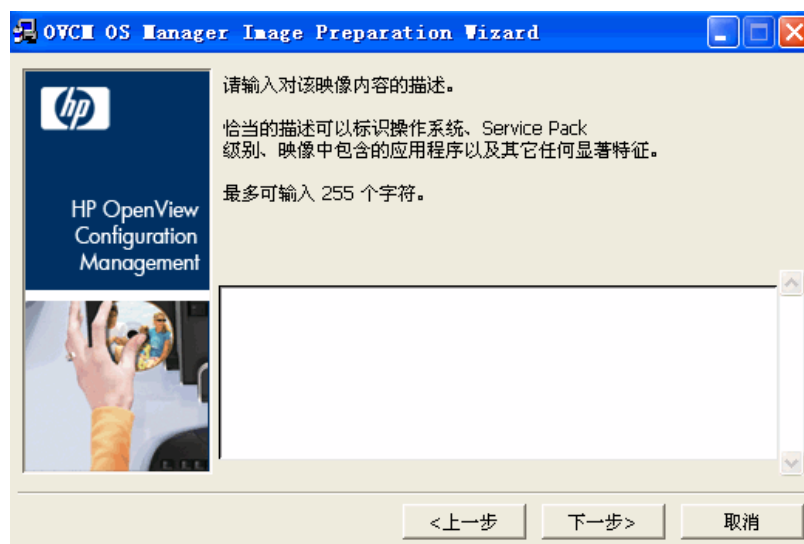 OVCM OS Manager Image Preparation Wizard
hp
请输入对该映像内容的描述。
恰当的描述可以标识操作系统、Service Pack
级别、映像中包含的应用程序以及其它任何显著特征。
最多可输入 255 个字符。
HP OpenView
Configuration
Management
<上一步
下一步>
取消